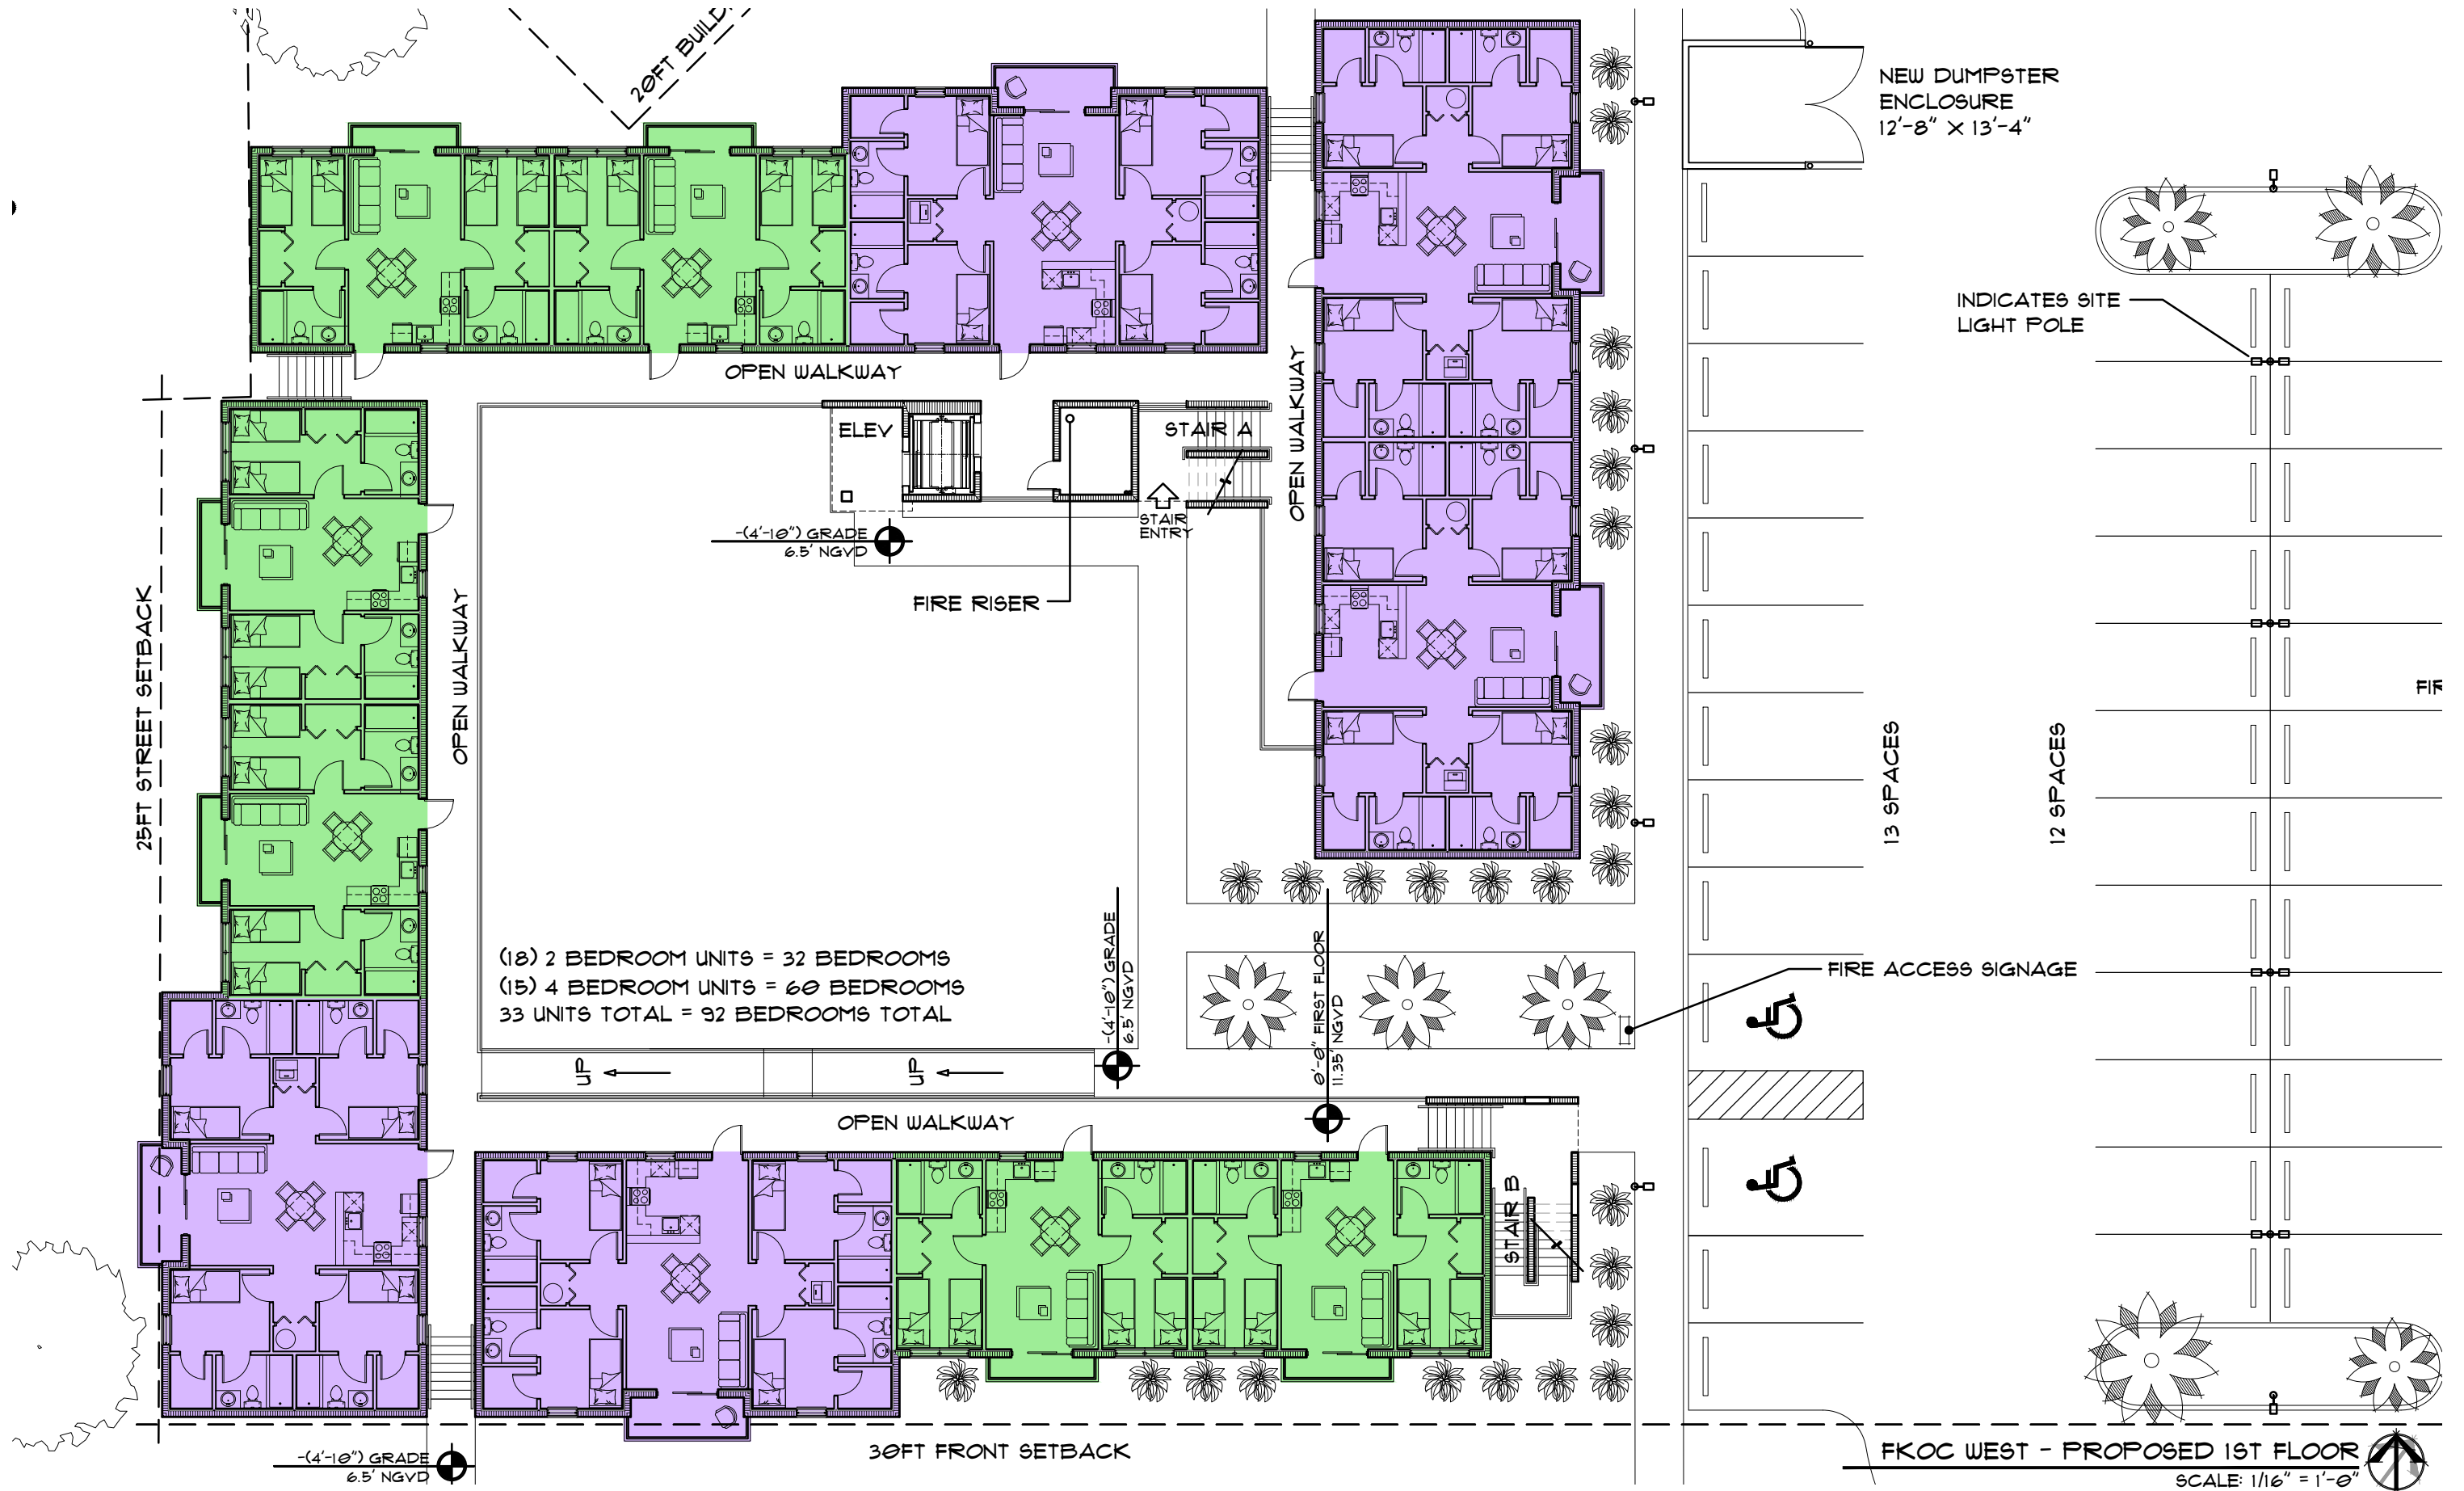 20FT BUILD
NEW DUMPSTER
ENCLOSURE
12'-8" X 13'-4"
INDICATES SITE
LIGHT POLE
OPEN WALKWAY
ELEV
STAIR A
OPEN WALKWAY
STAIR
ENTRY
-(4'-10") GRADE
6.5' NGVD
FIRE RISER
25FT STREET SETBACK
OPEN WALKWAY
FIR
13 SPACES
12 SPACES
(18) 2 BEDROOM UNITS = 32 BEDROOMS
(15) 4 BEDROOM UNITS = 60 BEDROOMS
33 UNITS TOTAL = 92 BEDROOMS TOTAL
-(4'-10") GRADE
6.5' NGVD
0'-0" FIRST FLOOR
11.35' NGVD
FIRE ACCESS SIGNAGE
UP
UP
OPEN WALKWAY
STAIR B
30FT FRONT SETBACK
-(4'-10") GRADE
6.5' NGVD
FKOC WEST - PROPOSED 1ST FLOOR
SCALE: 1/16" = 1'-0"